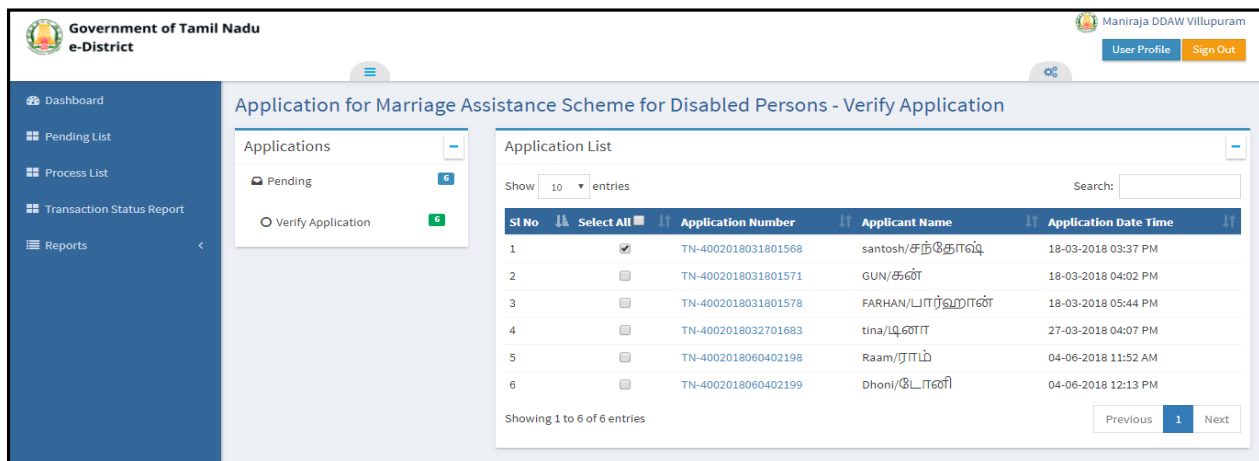 Government of Tamil Nadu
e-District
Maniraja DDAW Villupuram
User Profile Sign Out
Dashboard
Pending List
Process List
Transaction Status Report
Reports
Application for Marriage Assistance Scheme for Disabled Persons - Verify Application
Applications
Pending 6
Verify Application 6
Application List
Show 10 entries Search:
Sl No Select All Application Number Applicant Name Application Date Time
1 TN-4002018031801568 santosh/சந்தோஷ் 18-03-2018 03:37 PM
2 TN-4002018031801571 GUN/கன் 18-03-2018 04:02 PM
3 TN-4002018031801578 FARHAN/பார்ஹான் 18-03-2018 05:44 PM
4 TN-4002018032701683 tina/டினா 27-03-2018 04:07 PM
5 TN-4002018060402198 Raam/ராம் 04-06-2018 11:52 AM
6 TN-4002018060402199 Dhoni/டோனி 04-06-2018 12:13 PM
Showing 1 to 6 of 6 entries
Previous 1 Next